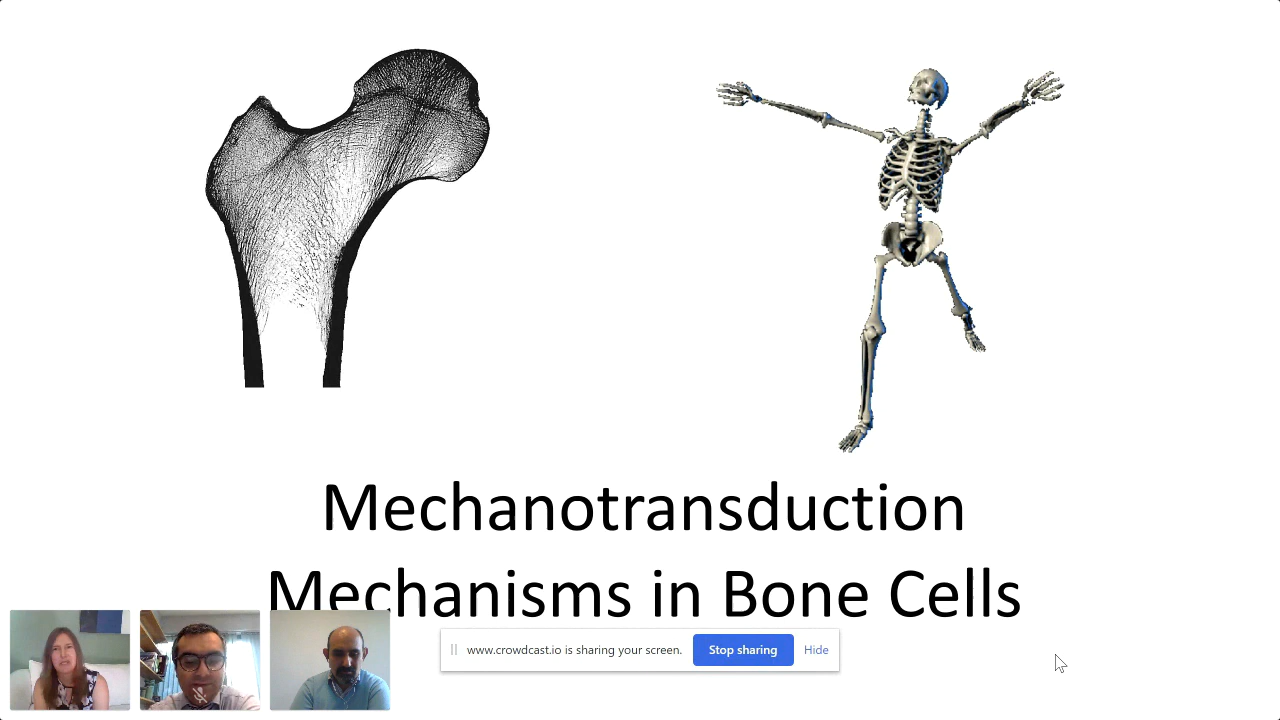 Mechanotransduction
Mechanisms in Bone Cells
www.crowdcast.io is sharing your screen. Stop sharing Hide